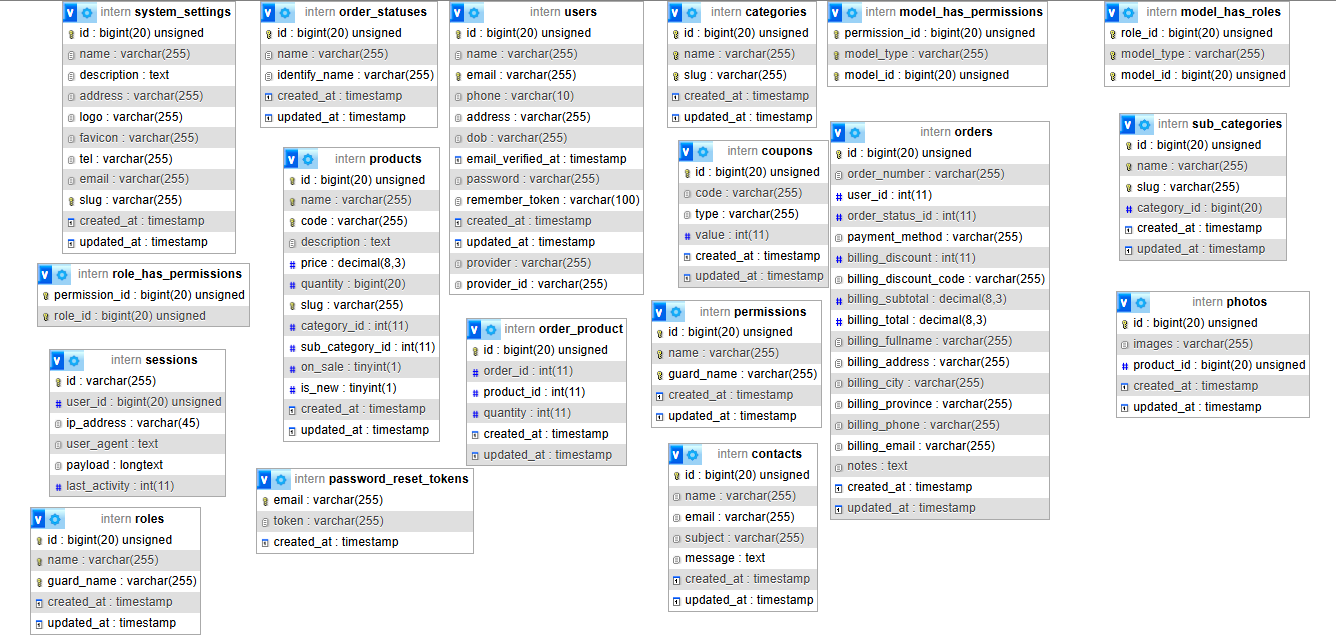 intern system_settings
id : bigint(20) unsigned
name : varchar(255)
description : text
address : varchar(255)
logo : varchar(255)
favicon : varchar(255)
tel : varchar(255)
email : varchar(255)
slug : varchar(255)
created_at : timestamp
updated_at : timestamp
intern order_statuses
id : bigint(20) unsigned
name : varchar(255)
identify_name : varchar(255)
created_at : timestamp
updated_at : timestamp
intern users
id : bigint(20) unsigned
name : varchar(255)
email : varchar(255)
phone : varchar(10)
address : varchar(255)
dob : varchar(255)
email_verified_at : timestamp
password : varchar(255)
remember_token : varchar(100)
created_at : timestamp
updated_at : timestamp
provider : varchar(255)
provider_id : varchar(255)
intern categories
id : bigint(20) unsigned
name : varchar(255)
slug : varchar(255)
created_at : timestamp
updated_at : timestamp
intern model_has_permissions
permission_id : bigint(20) unsigned
model_type : varchar(255)
model_id : bigint(20) unsigned
intern model_has_roles
role_id : bigint(20) unsigned
model_type : varchar(255)
model_id : bigint(20) unsigned
intern products
id : bigint(20) unsigned
name : varchar(255)
code : varchar(255)
description : text
price : decimal(8,3)
quantity : bigint(20)
slug : varchar(255)
category_id : int(11)
sub_category_id : int(11)
on_sale : tinyint(1)
is_new : tinyint(1)
created_at : timestamp
updated_at : timestamp
intern coupons
id : bigint(20) unsigned
code : varchar(255)
type : varchar(255)
value : int(11)
created_at : timestamp
updated_at : timestamp
intern orders
id : bigint(20) unsigned
order_number : varchar(255)
user_id : int(11)
order_status_id : int(11)
payment_method : varchar(255)
billing_discount : int(11)
billing_discount_code : varchar(255)
billing_subtotal : decimal(8,3)
billing_total : decimal(8,3)
billing_fullname : varchar(255)
billing_address : varchar(255)
billing_city : varchar(255)
billing_province : varchar(255)
billing_phone : varchar(255)
billing_email : varchar(255)
notes : text
created_at : timestamp
updated_at : timestamp
intern sub_categories
id : bigint(20) unsigned
name : varchar(255)
slug : varchar(255)
category_id : bigint(20)
created_at : timestamp
updated_at : timestamp
intern role_has_permissions
permission_id : bigint(20) unsigned
role_id : bigint(20) unsigned
intern order_product
id : bigint(20) unsigned
order_id : int(11)
product_id : int(11)
quantity : int(11)
created_at : timestamp
updated_at : timestamp
intern permissions
id : bigint(20) unsigned
name : varchar(255)
guard_name : varchar(255)
created_at : timestamp
updated_at : timestamp
intern photos
id : bigint(20) unsigned
images : varchar(255)
product_id : bigint(20) unsigned
created_at : timestamp
updated_at : timestamp
intern sessions
id : varchar(255)
user_id : bigint(20) unsigned
ip_address : varchar(45)
user_agent : text
payload : longtext
last_activity : int(11)
intern password_reset_tokens
email : varchar(255)
token : varchar(255)
created_at : timestamp
intern contacts
id : bigint(20) unsigned
name : varchar(255)
email : varchar(255)
subject : varchar(255)
message : text
created_at : timestamp
updated_at : timestamp
intern roles
id : bigint(20) unsigned
name : varchar(255)
guard_name : varchar(255)
created_at : timestamp
updated_at : timestamp